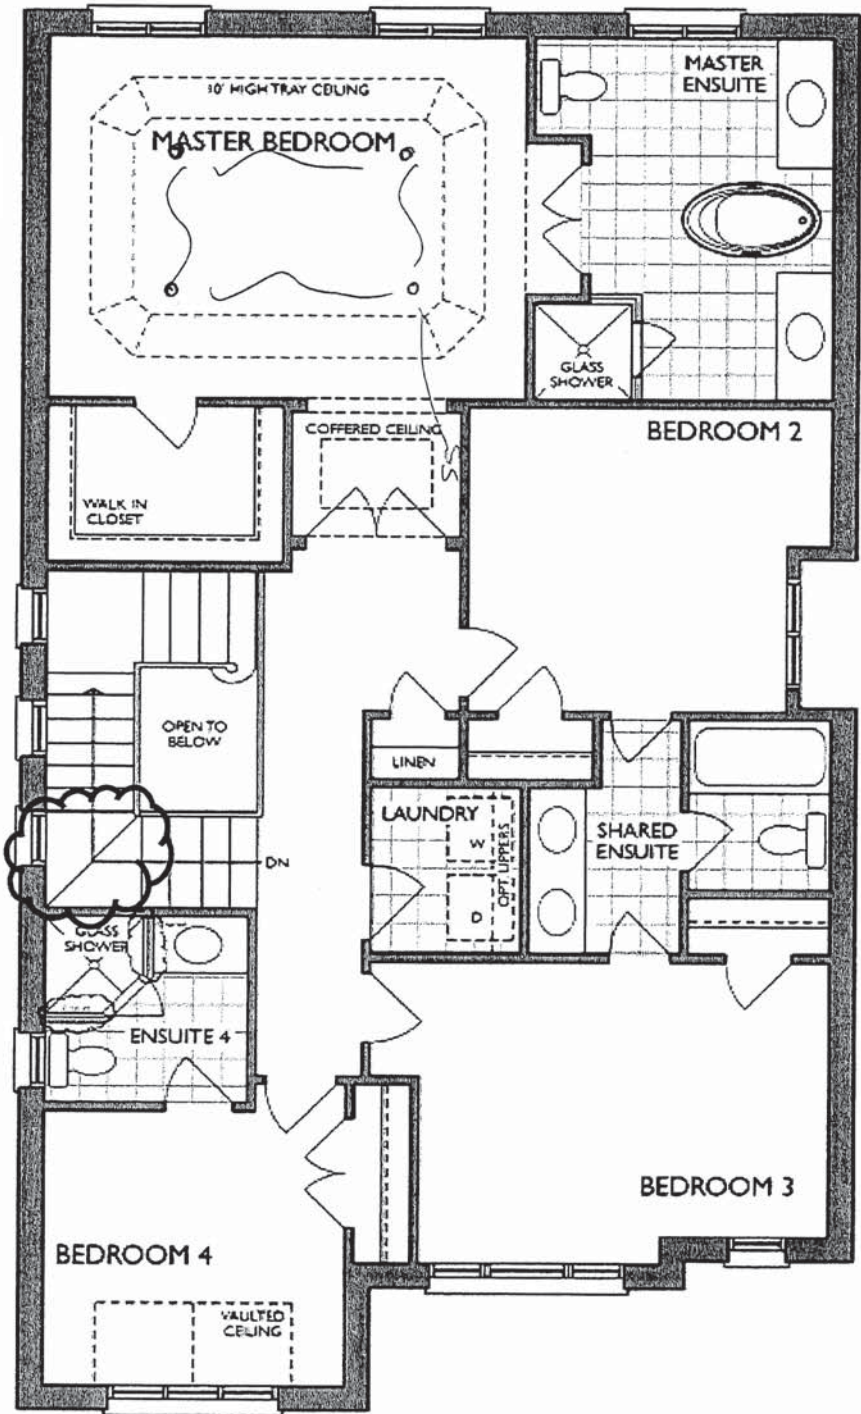 10' HIGH TRAY CEILING
MASTER BEDROOM
MASTER
ENSUITE
GLASS
SHOWER
COFFERED CEILING
BEDROOM 2
WALK IN
CLOSET
OPEN TO
BELOW
LINEN
LAUNDRY
W
D
OPT. UPPERS
SHARED
ENSUITE
DN
GLASS
SHOWER
ENSUITE 4
BEDROOM 3
BEDROOM 4
VAULTED
CEILING